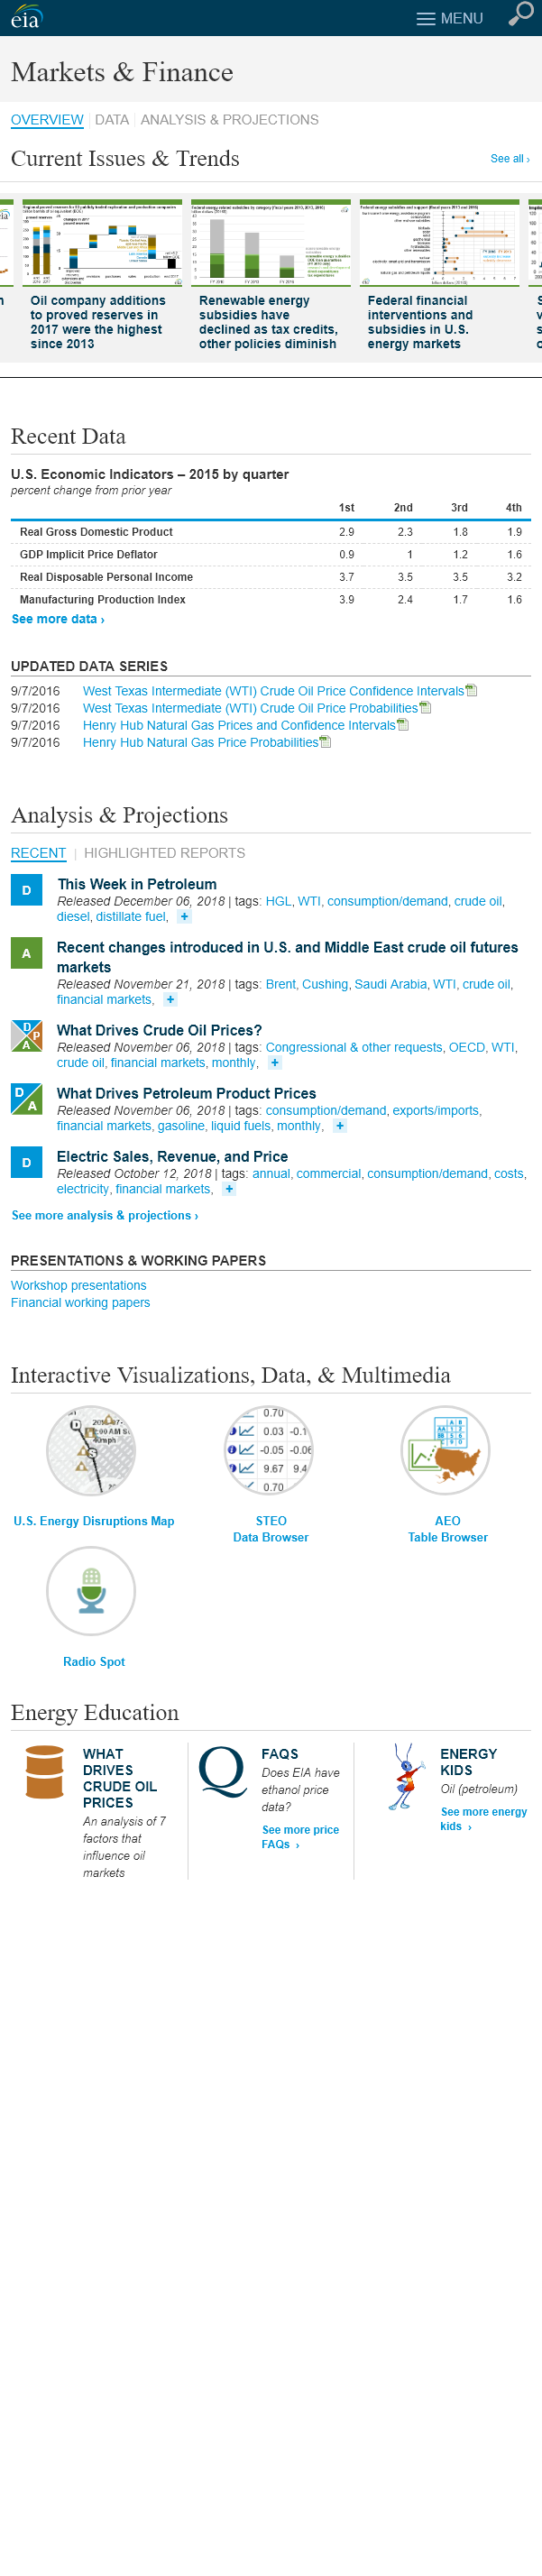 eia
MENU
Markets & Finance
OVERVIEW
DATA
ANALYSIS & PROJECTIONS
Current Issues & Trends
See all ›
Oil company additions
to proved reserves in
2017 were the highest
since 2013
Renewable energy
subsidies have
declined as tax credits,
other policies diminish
Federal financial
interventions and
subsidies in U.S.
energy markets
Recent Data
U.S. Economic Indicators – 2015 by quarter
percent change from prior year
1st 2nd 3rd 4th
Real Gross Domestic Product 2.9 2.3 1.8 1.9
GDP Implicit Price Deflator 0.9 1 1.2 1.6
Real Disposable Personal Income 3.7 3.5 3.5 3.2
Manufacturing Production Index 3.9 2.4 1.7 1.6
See more data ›
UPDATED DATA SERIES
9/7/2016 West Texas Intermediate (WTI) Crude Oil Price Confidence Intervals
9/7/2016 West Texas Intermediate (WTI) Crude Oil Price Probabilities
9/7/2016 Henry Hub Natural Gas Prices and Confidence Intervals
9/7/2016 Henry Hub Natural Gas Price Probabilities
Analysis & Projections
RECENT | HIGHLIGHTED REPORTS
D
This Week in Petroleum
Released December 06, 2018 | tags: HGL, WTI, consumption/demand, crude oil,
diesel, distillate fuel, +
A
Recent changes introduced in U.S. and Middle East crude oil futures
markets
Released November 21, 2018 | tags: Brent, Cushing, Saudi Arabia, WTI, crude oil,
financial markets, +
D P A
What Drives Crude Oil Prices?
Released November 06, 2018 | tags: Congressional & other requests, OECD, WTI,
crude oil, financial markets, monthly, +
D A
What Drives Petroleum Product Prices
Released November 06, 2018 | tags: consumption/demand, exports/imports,
financial markets, gasoline, liquid fuels, monthly, +
D
Electric Sales, Revenue, and Price
Released October 12, 2018 | tags: annual, commercial, consumption/demand, costs,
electricity, financial markets, +
See more analysis & projections ›
PRESENTATIONS & WORKING PAPERS
Workshop presentations
Financial working papers
Interactive Visualizations, Data, & Multimedia
D
S
40mph
0.70
0.03 -0.1
-0.05 -0.06
9.67 9.4
0.70
A B
U.S. Energy Disruptions Map
STEO
Data Browser
AEO
Table Browser
Radio Spot
Energy Education
WHAT
DRIVES
CRUDE OIL
PRICES
An analysis of 7
factors that
influence oil
markets
Q
FAQS
Does EIA have
ethanol price
data?
See more price
FAQs ›
ENERGY
KIDS
Oil (petroleum)
See more energy
kids ›